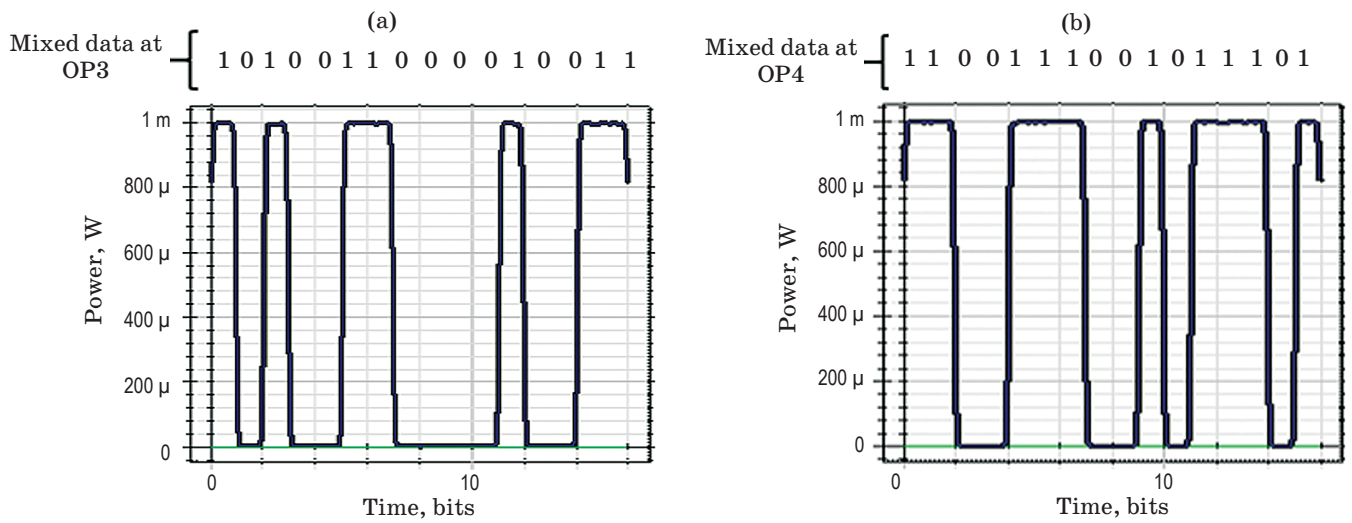 (a)
Mixed data at
OP3
1 0 1 0 0 1 1 0 0 0 0 1 0 0 1 1
1 m
800 µ
600 µ
400 µ
200 µ
0
Power, W
0
10
Time, bits
(b)
Mixed data at
OP4
1 1 0 0 1 1 1 0 0 1 0 1 1 1 0 1
1 m
800 µ
600 µ
400 µ
200 µ
0
Power, W
0
10
Time, bits